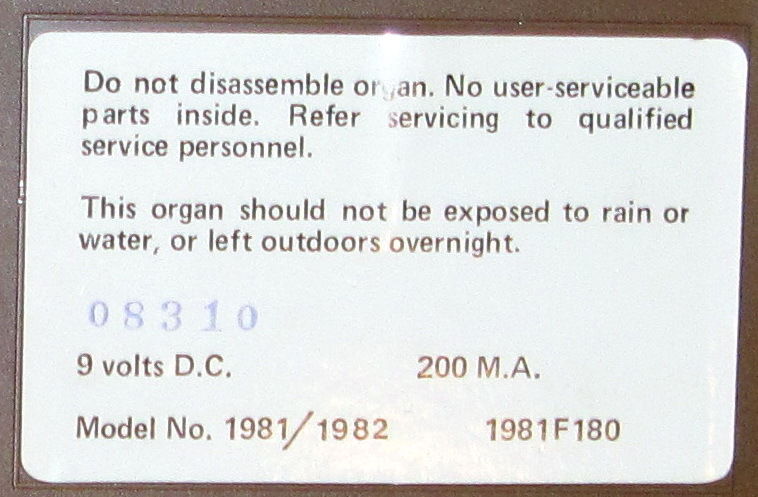 Do not disassemble organ. No user-serviceable
parts inside. Refer servicing to qualified
service personnel.
This organ should not be exposed to rain or
water, or left outdoors overnight.
08310
9 volts D.C. 200 M.A.
Model No. 1981/1982 1981F180